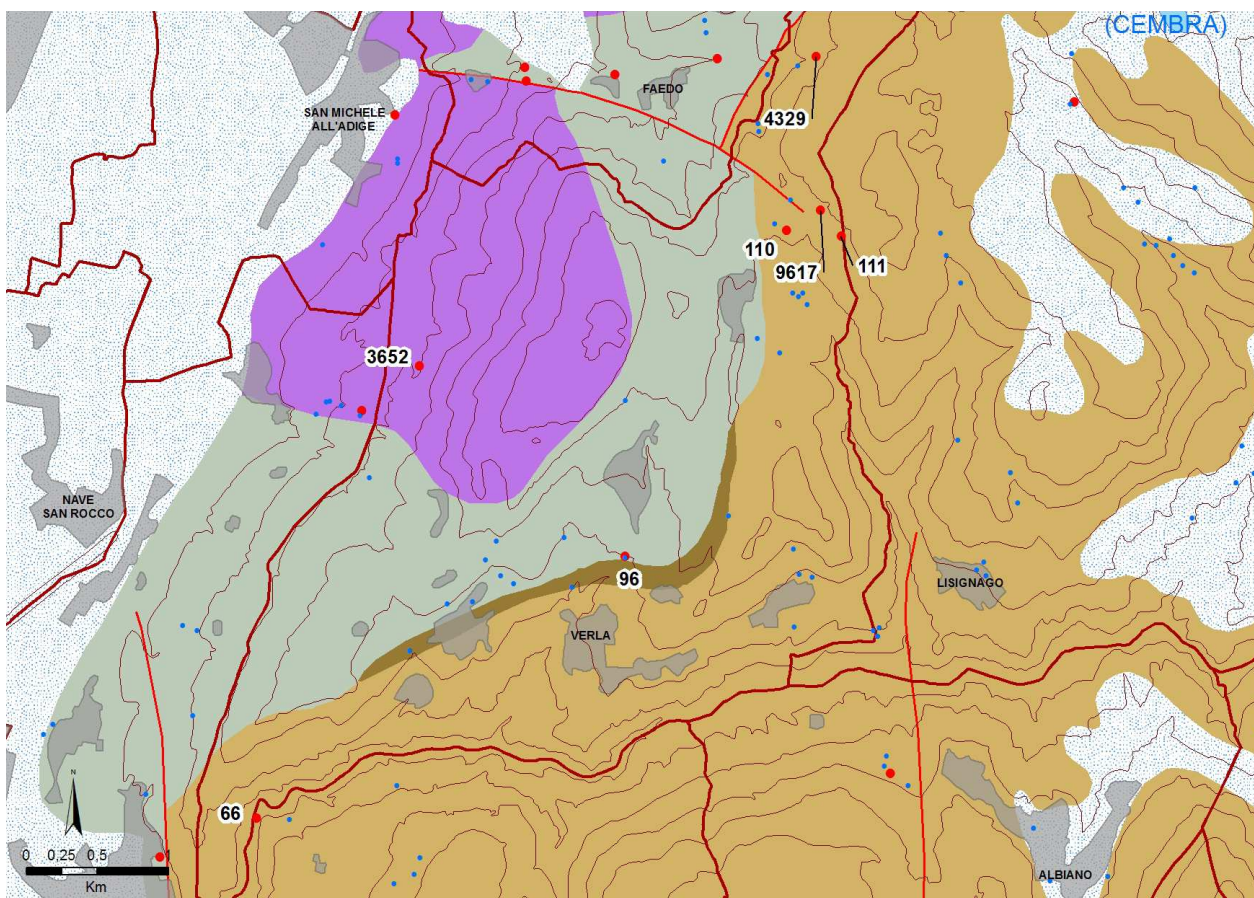 (CEMBRA)
FAEDO
SAN MICHELE
ALL'ADIGE
4329
110
9617
111
3652
NAVE
SAN ROCCO
96
LISIGNAGO
VERLA
66
N
0 0,25 0,5 1
Km
ALBIANO